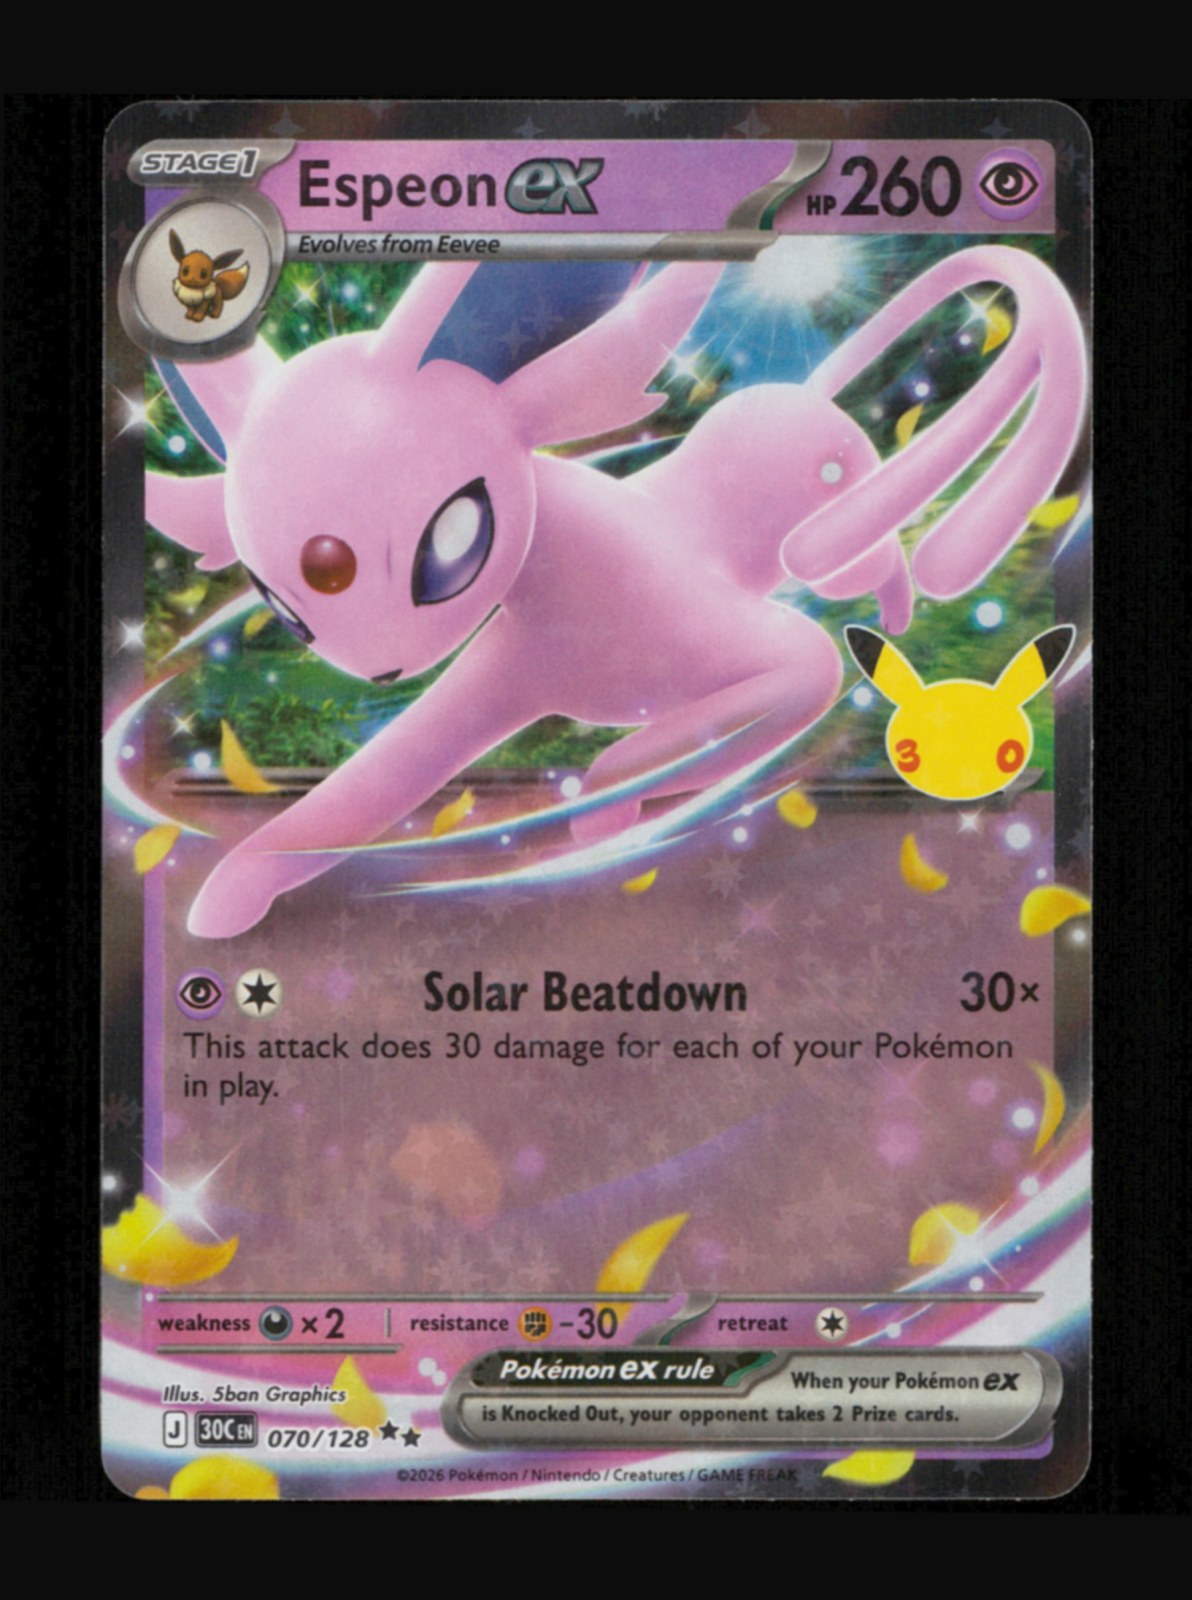 STAGE1
Espeon ex
HP 260
Evolves from Eevee
30
Solar Beatdown 30×
This attack does 30 damage for each of your Pokémon
in play.
weakness ×2 resistance -30 retreat
Pokémon ex rule When your Pokémon ex
is Knocked Out, your opponent takes 2 Prize cards.
Illus. 5ban Graphics
J 30C EN 070/128 ★★
©2026 Pokémon / Nintendo / Creatures / GAME FREAK